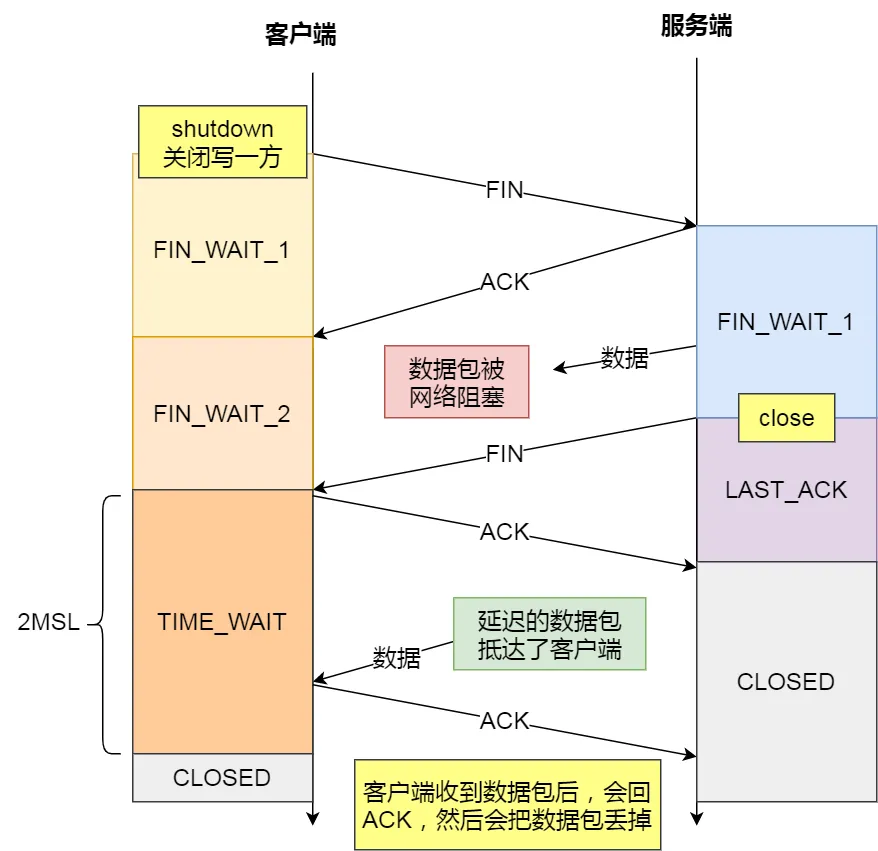 客户端
服务端
shutdown
关闭写一方
FIN
FIN_WAIT_1
ACK
FIN_WAIT_1
数据
数据包被
网络阻塞
FIN_WAIT_2
close
FIN
LAST_ACK
ACK
2MSL
TIME_WAIT
延迟的数据包
抵达了客户端
数据
CLOSED
ACK
CLOSED
客户端收到数据包后，会回
ACK，然后会把数据包丢掉